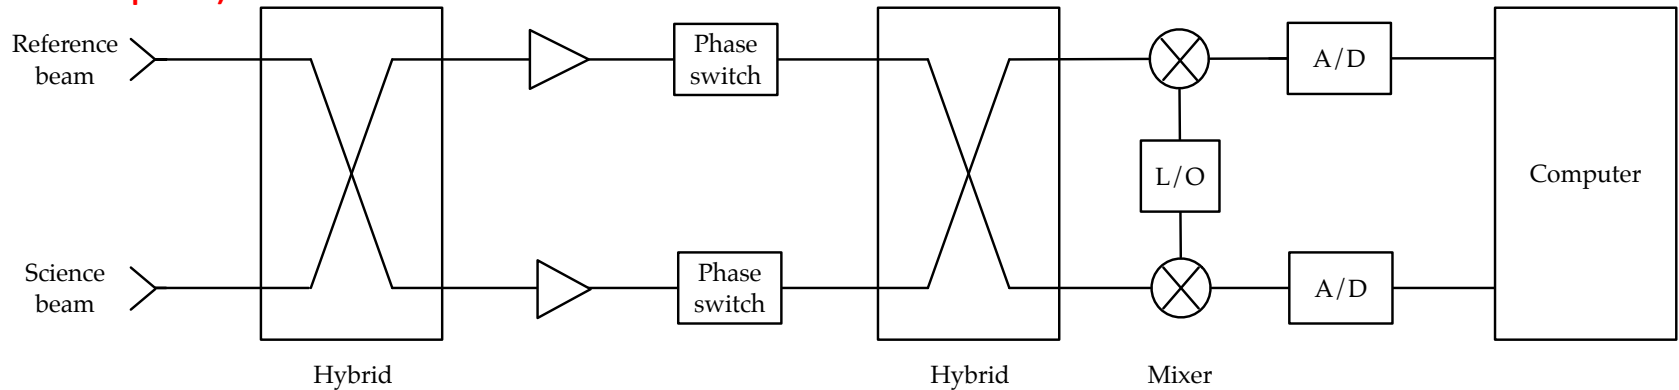 Reference
beam
Phase
switch
A/D
L/O
Computer
Science
beam
Phase
switch
A/D
Hybrid
Hybrid
Mixer